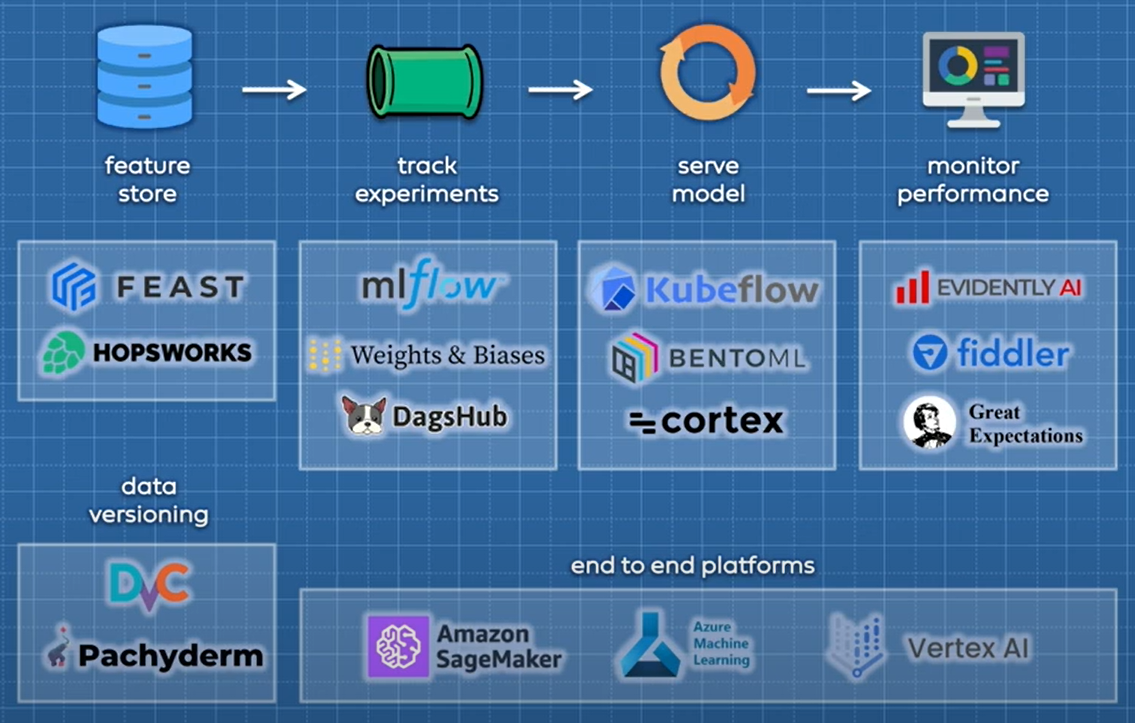 feature
store
track
experiments
serve
model
monitor
performance
FEAST
HOPSWORKS
mlflow
Weights & Biases
DagsHub
Kubeflow
BENTOML
cortex
EVIDENTLY AI
fiddler
Great
Expectations
data
versioning
DVC
Pachyderm
end to end platforms
Amazon
SageMaker
Azure
Machine
Learning
Vertex AI